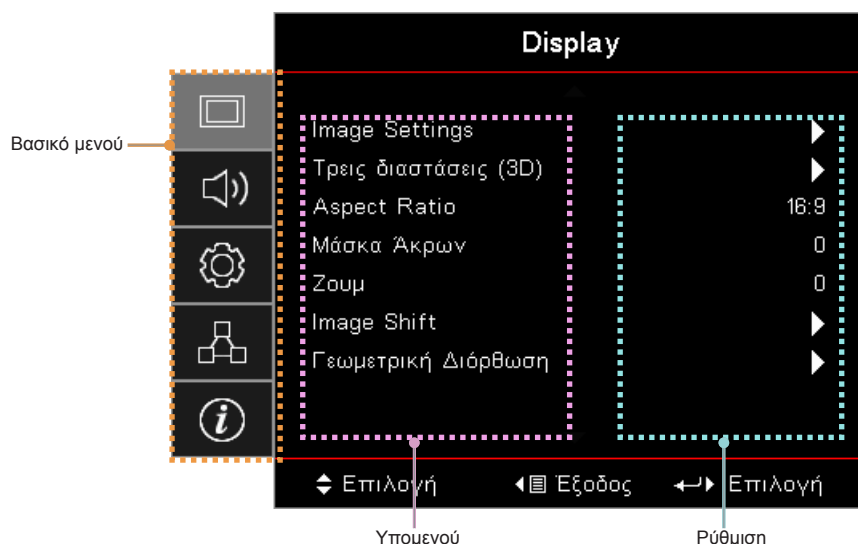 Display
Βασικό μενού
Image Settings
Τρεις διαστάσεις (3D)
Aspect Ratio 16:9
Μάσκα Άκρων 0
Ζουμ 0
Image Shift
Γεωμετρική Διόρθωση
Επιλογή Έξοδος Επιλογή
Υπομενού Ρύθμιση